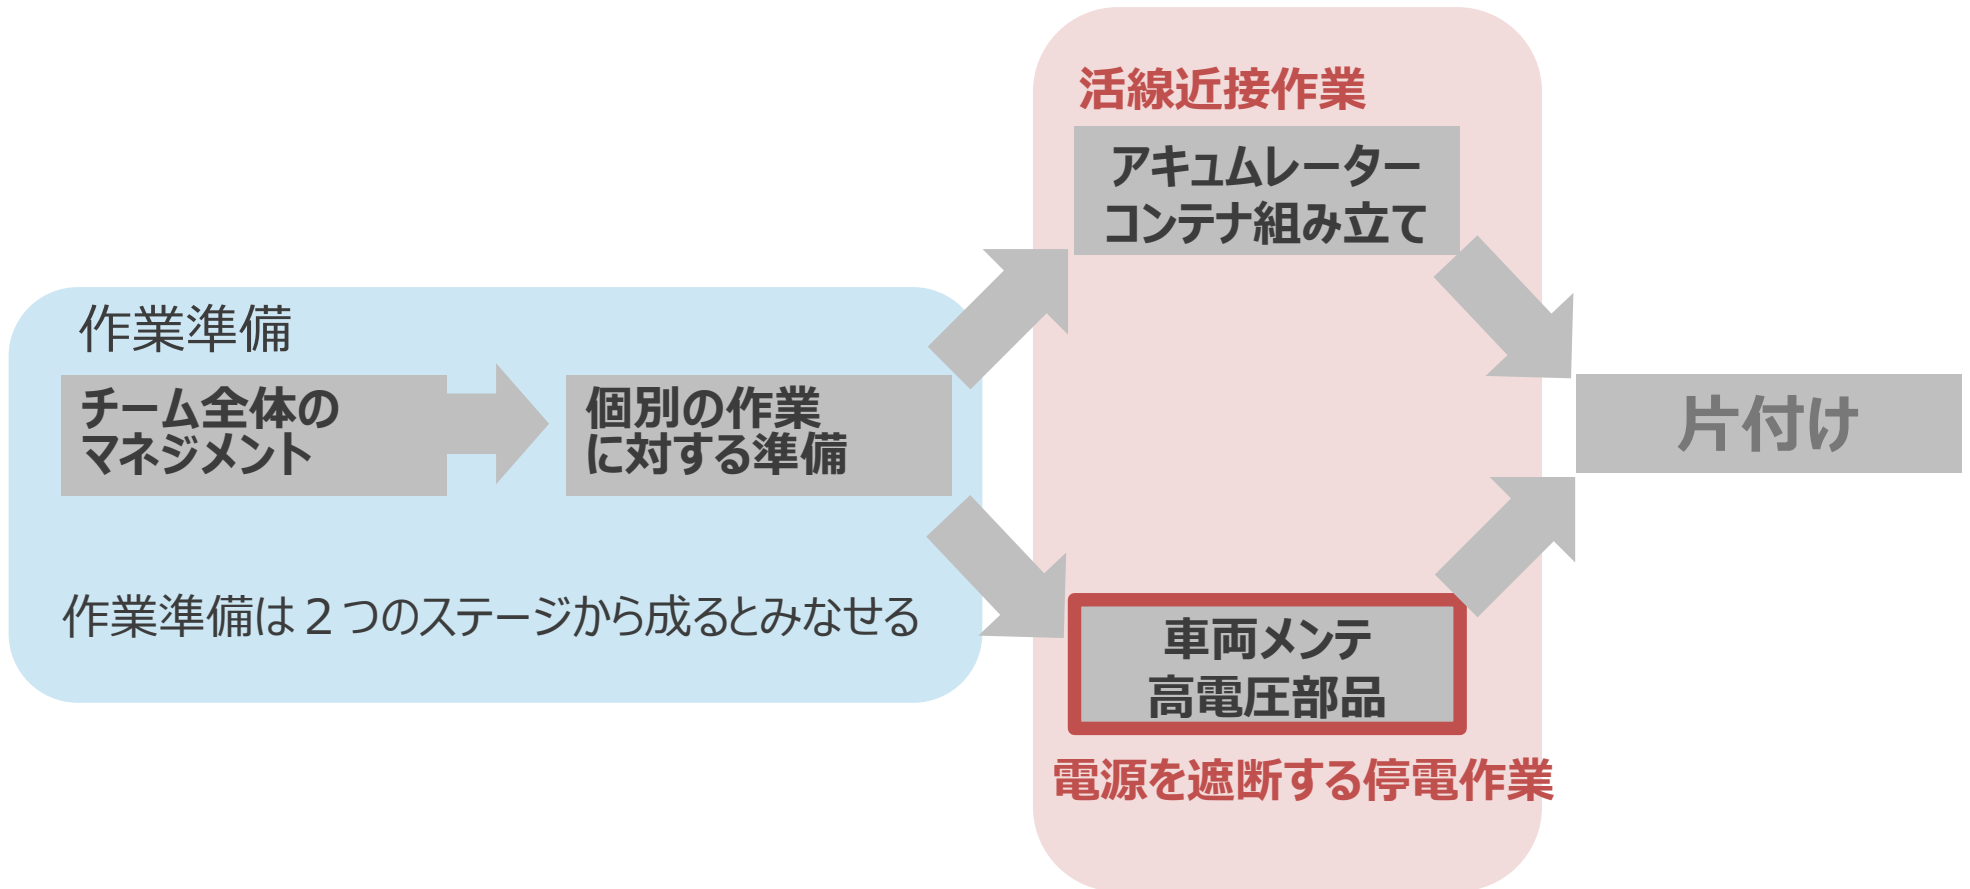 作業準備
チーム全体の
マネジメント
個別の作業
に対する準備
作業準備は２つのステージから成るとみなせる
活線近接作業
アキュムレーター
コンテナ組み立て
車両メンテ
高電圧部品
電源を遮断する停電作業
片付け